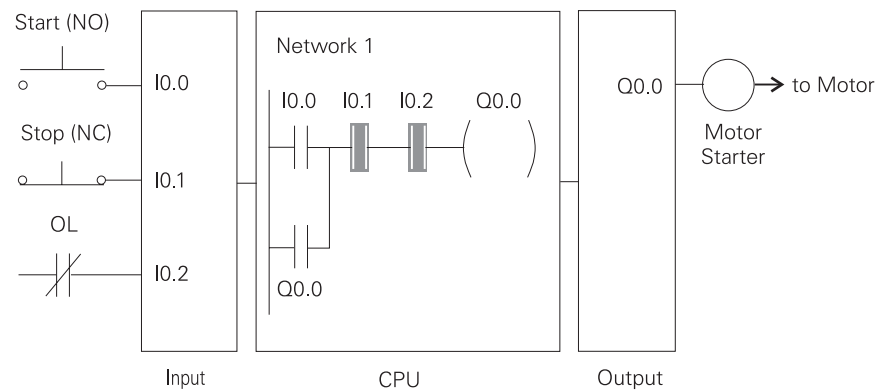 Start (NO)
I0.0
Stop (NC)
I0.1
OL
I0.2
Input
Network 1
I0.0 I0.1 I0.2 Q0.0
Q0.0
CPU
Q0.0
Output
to Motor
Motor
Starter